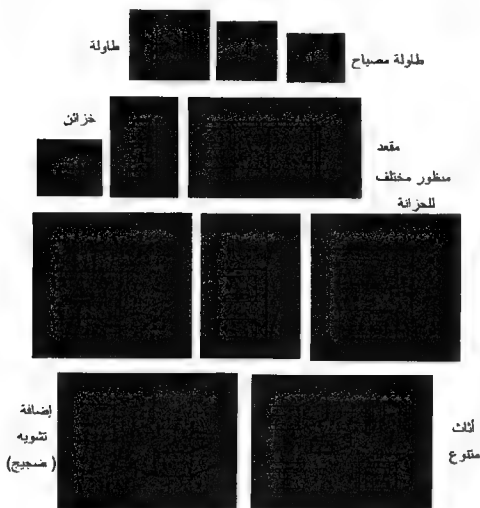 طاولة
طاولة مصباح
خزائن
مقعد
منظور مختلف
للخزانة
إضافة
تشويه
(ضجيج)
أثاث
متنوع